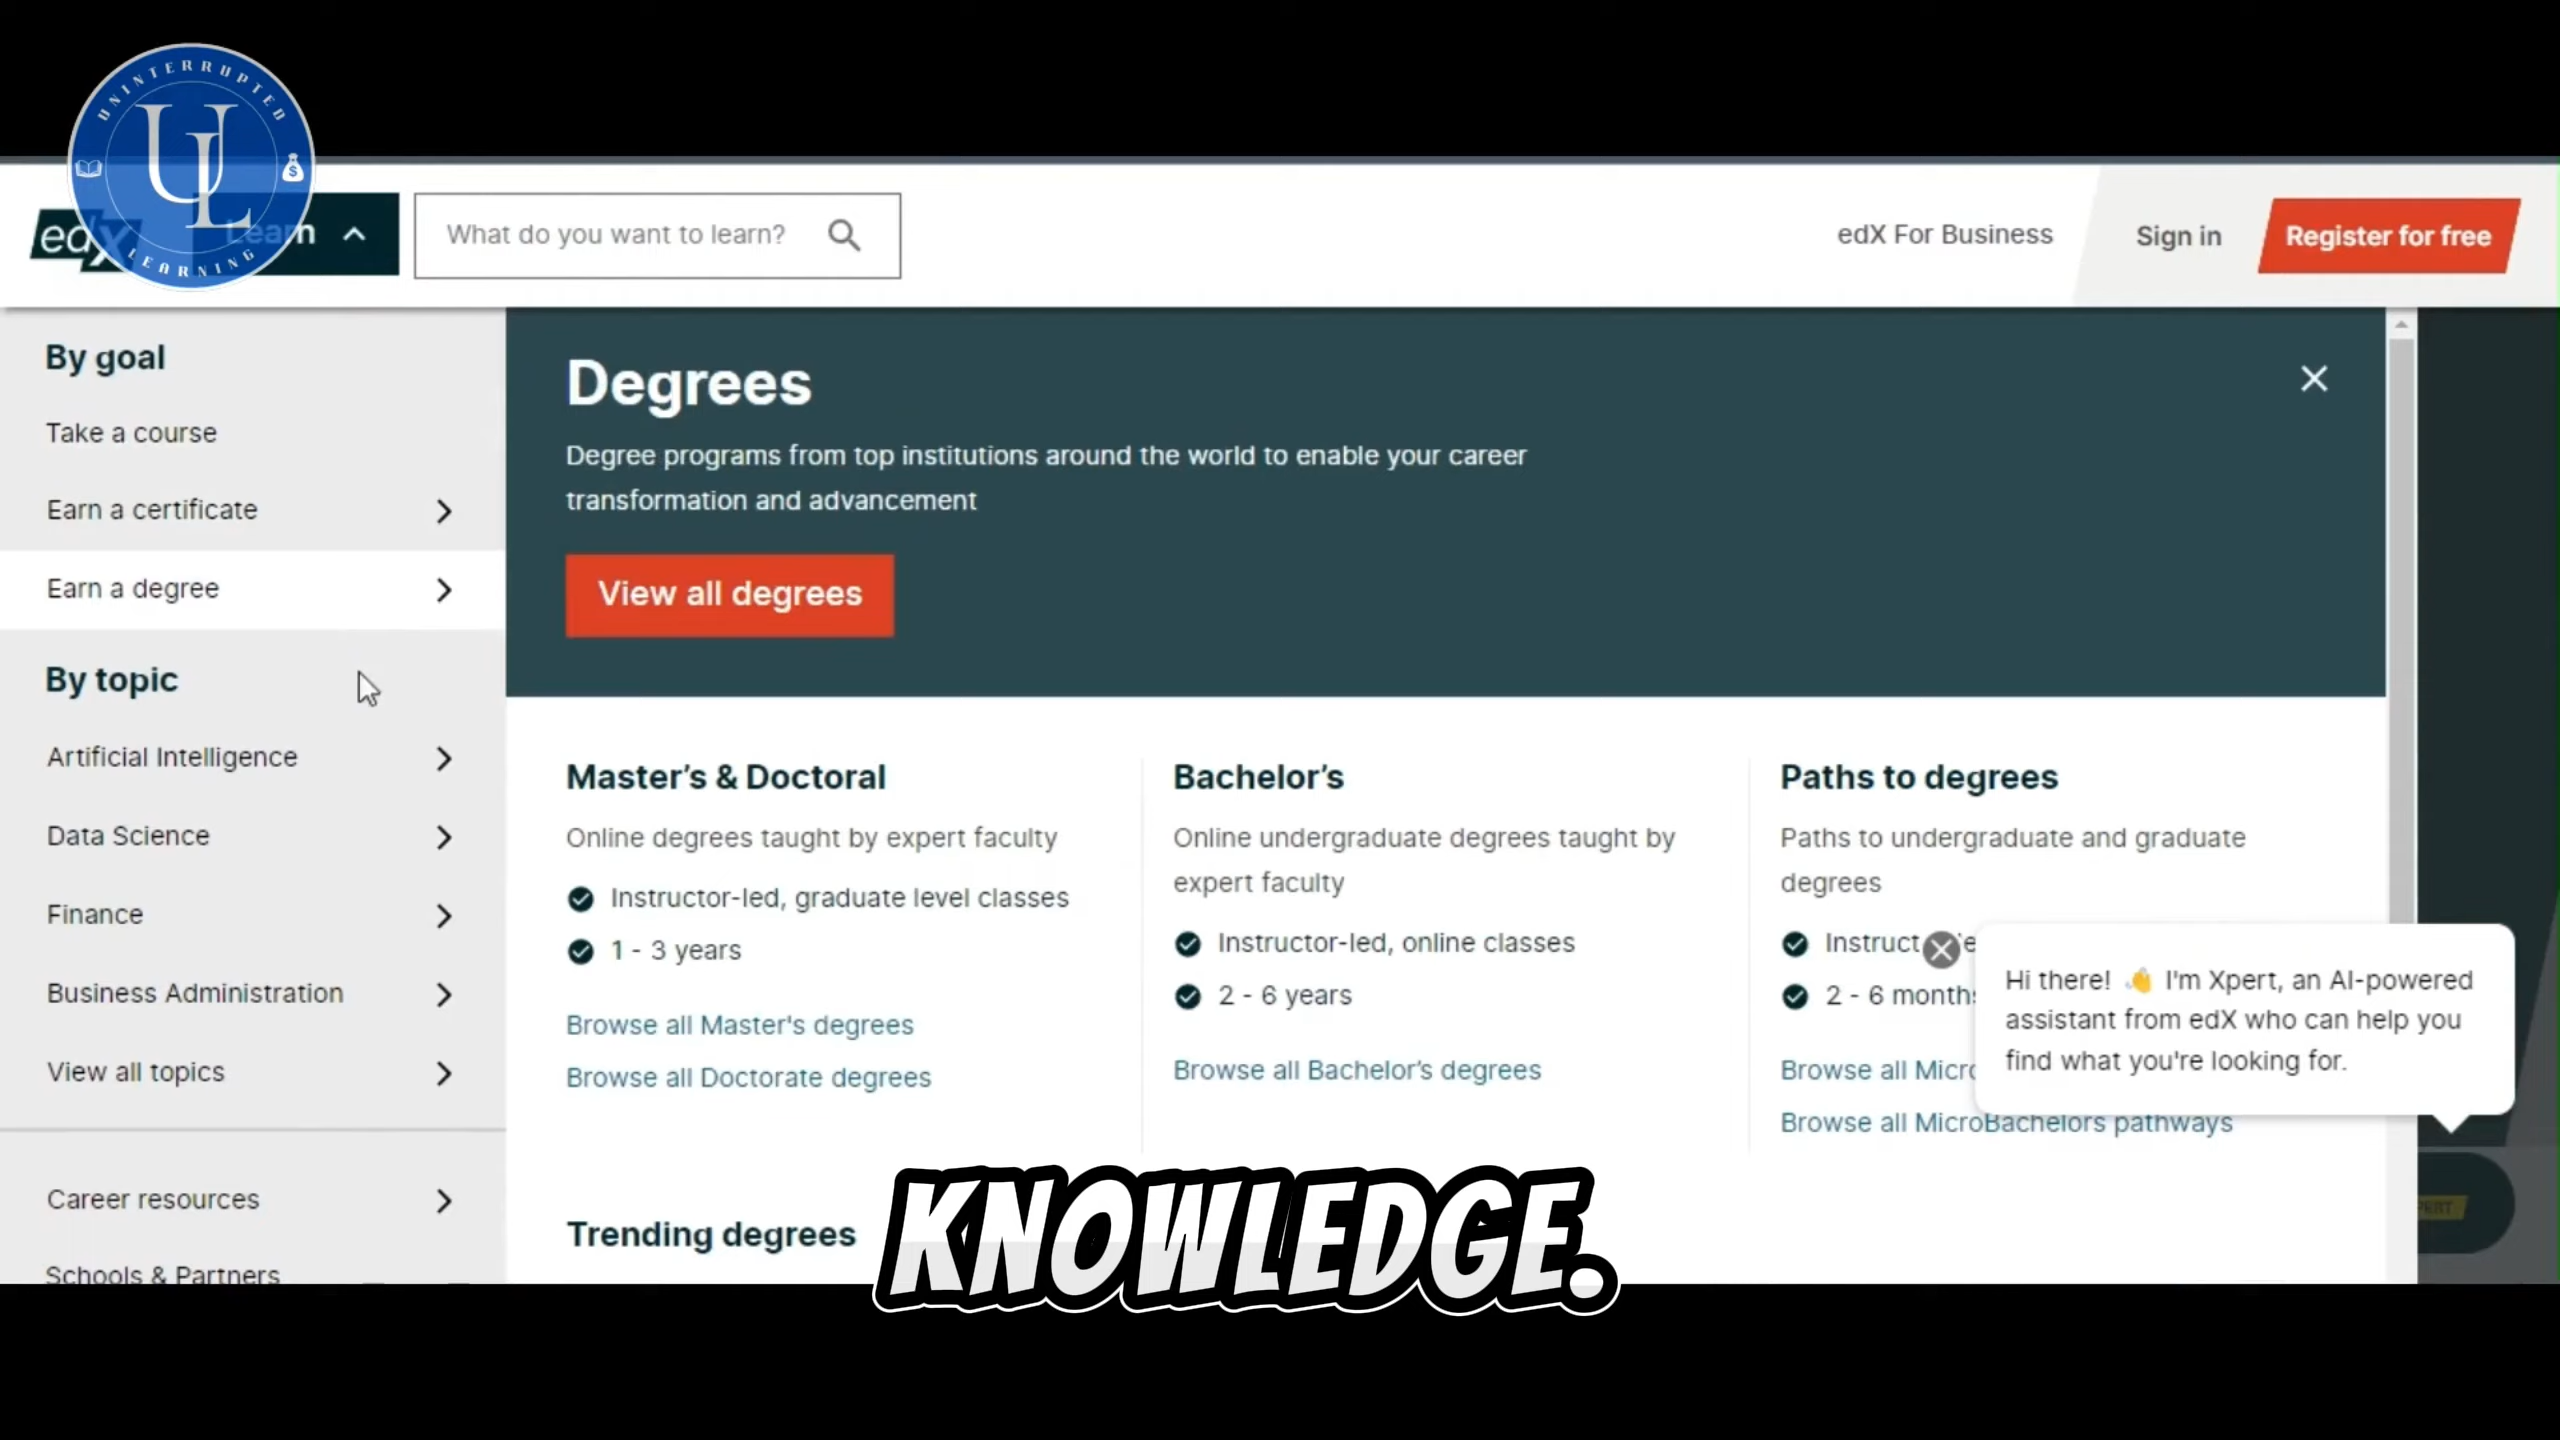 UNINTERRUPTED
UL
LEARNING
edX
Learn
What do you want to learn?
edX For Business
Sign in
Register for free
By goal
Take a course
Earn a certificate
Earn a degree
By topic
Artificial Intelligence
Data Science
Finance
Business Administration
View all topics
Career resources
Schools & Partners
Degrees
Degree programs from top institutions around the world to enable your career
transformation and advancement
View all degrees
Master's & Doctoral
Online degrees taught by expert faculty
Instructor-led, graduate level classes
1 - 3 years
Browse all Master's degrees
Browse all Doctorate degrees
Bachelor's
Online undergraduate degrees taught by
expert faculty
Instructor-led, online classes
2 - 6 years
Browse all Bachelor's degrees
Paths to degrees
Paths to undergraduate and graduate
degrees
2 - 6 months
Browse all
Browse all MicroBachelors pathways
Hi there! 👋 I'm Xpert, an AI-powered
assistant from edX who can help you
find what you're looking for.
Trending degrees
KNOWLEDGE.